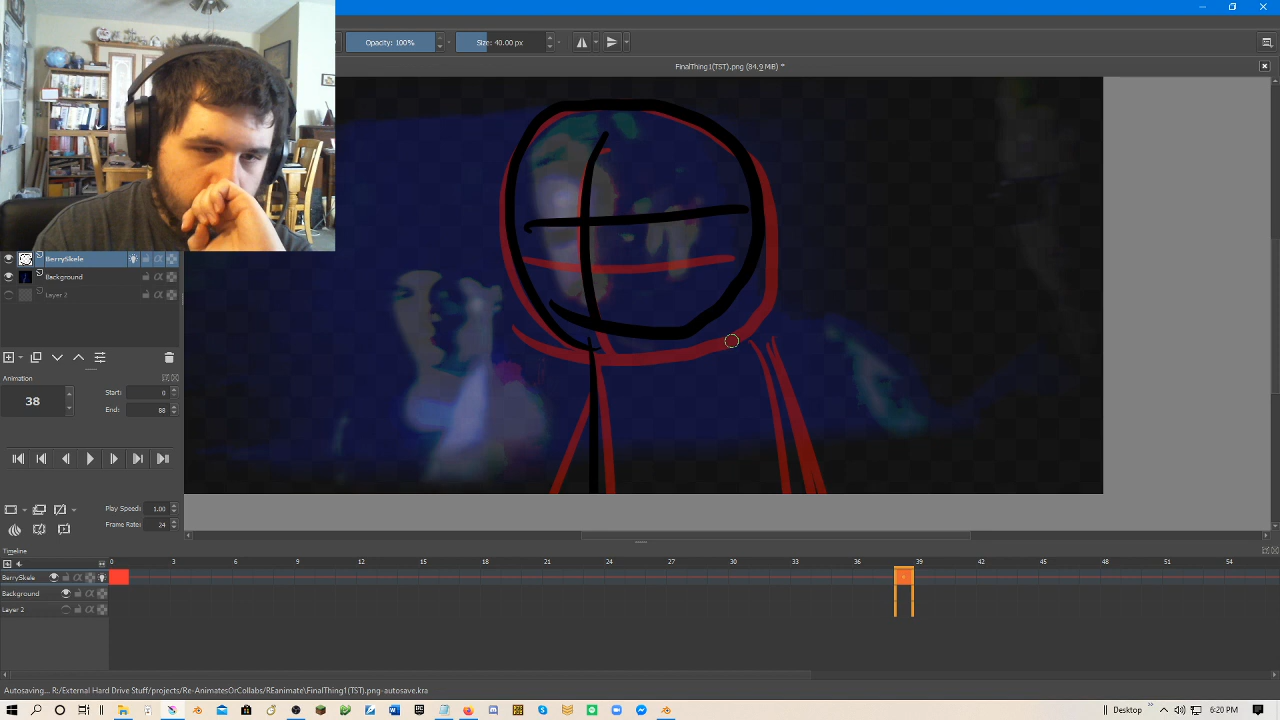 Opacity: 100%
Size: 40.00 px
FinalThing1(TST).png (84.9 MiB) *
BerrySkele
Background
Layer 2
Animation
38
Start: 0
End: 88
Play Speed: 1.00
Frame Rate: 24
Timeline
0 3 6 9 12 15 18 21 24 27 30 33 36 39 42 45 48 51 54
BerrySkele
Background
Layer 2
Autosaving... R:/External Hard Drive Stuff/projects/Re-AnimatesOrCollabs/REanimate\FinalThing1(TST).png-autosave.kra
Desktop
6:20 PM